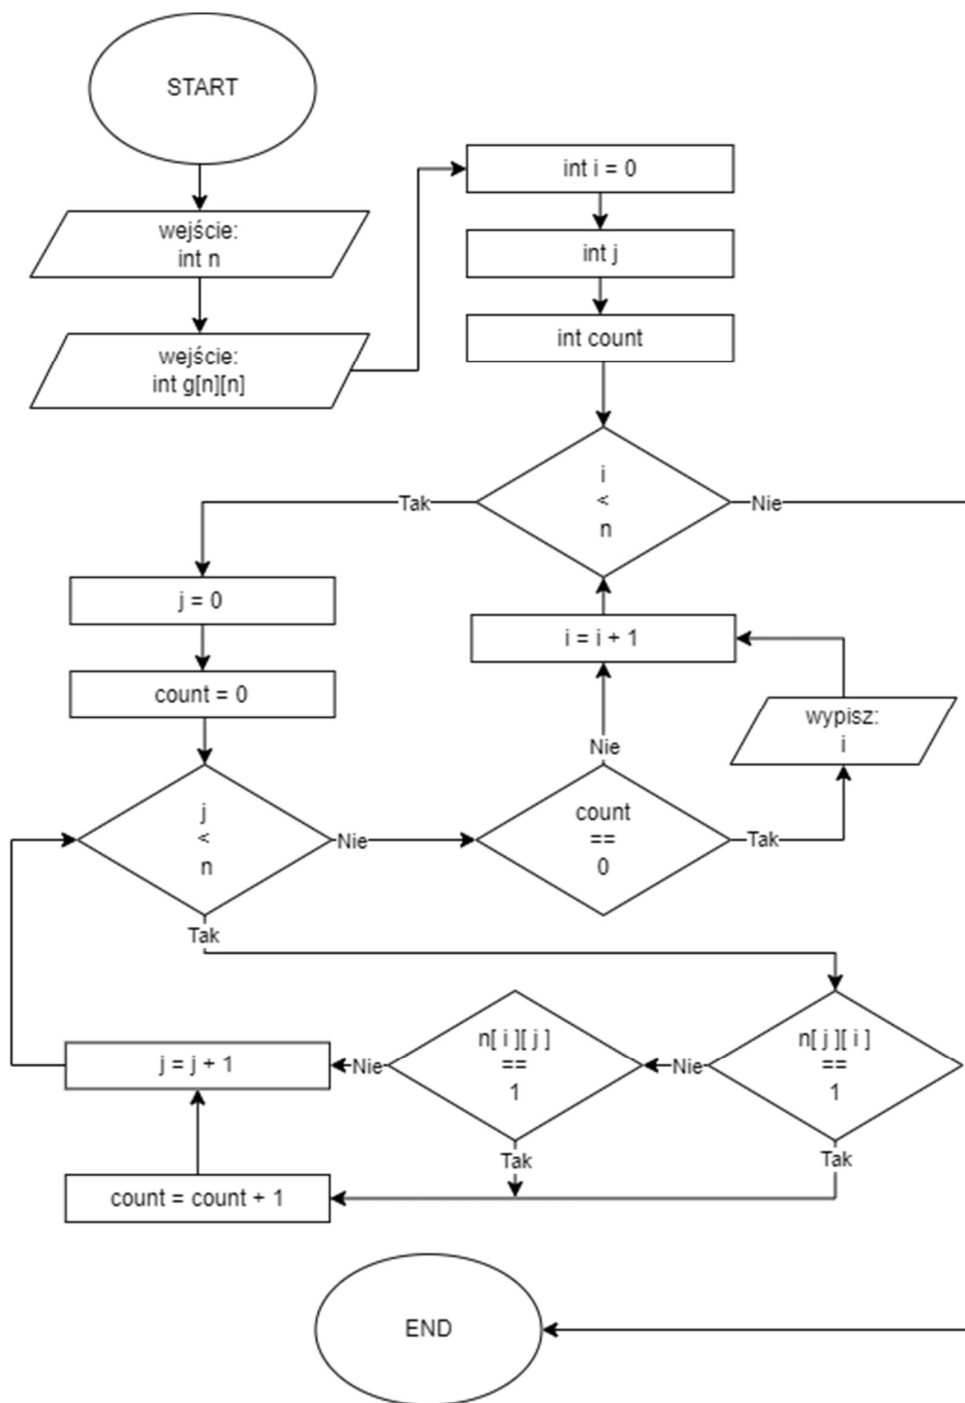 START
wejście:
int n
wejście:
int g[n][n]
int i = 0
int j
int count
i
<
n
Tak
Nie
j = 0
count = 0
i = i + 1
wypisz:
i
j
<
n
Nie
Tak
Nie
count
==
0
Tak
n[ j ][ i ]
==
1
Nie
Tak
n[ i ][ j ]
==
1
Nie
Tak
j = j + 1
count = count + 1
END